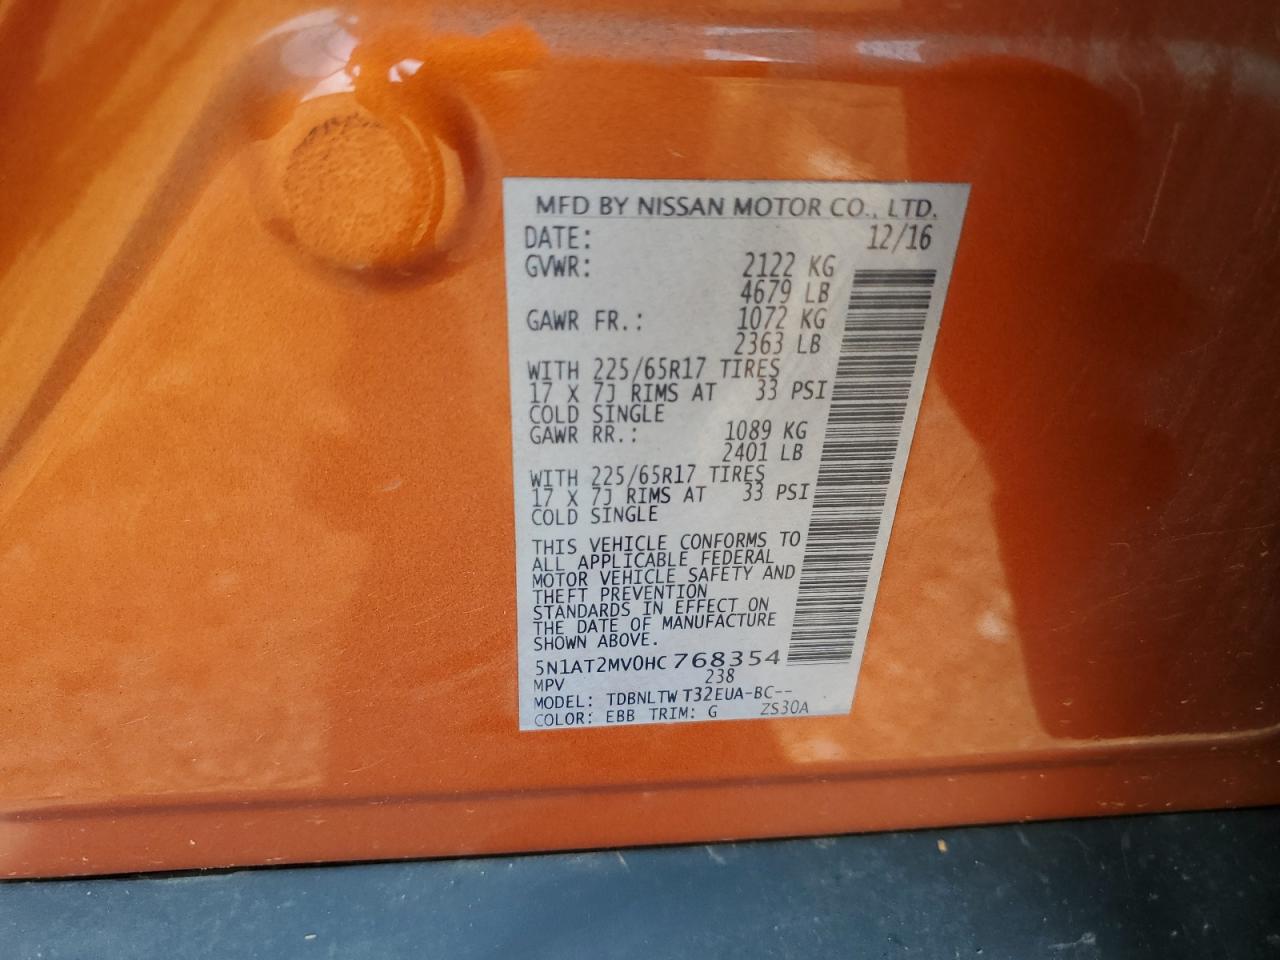 MFD BY NISSAN MOTOR CO., LTD.
DATE: 12/16
GVWR: 2122 KG
4679 LB
GAWR FR.: 1072 KG
2363 LB
WITH 225/65R17 TIRES
17 X 7J RIMS AT 33 PSI
COLD SINGLE
GAWR RR.: 1089 KG
2401 LB
WITH 225/65R17 TIRES
17 X 7J RIMS AT 33 PSI
COLD SINGLE
THIS VEHICLE CONFORMS TO
ALL APPLICABLE FEDERAL
MOTOR VEHICLE SAFETY AND
THEFT PREVENTION
STANDARDS IN EFFECT ON
THE DATE OF MANUFACTURE
SHOWN ABOVE.
5N1AT2MV0HC768354
MPV 238
MODEL: TDBNLTW T32EUA-BC--
COLOR: EBB TRIM: G ZS30A